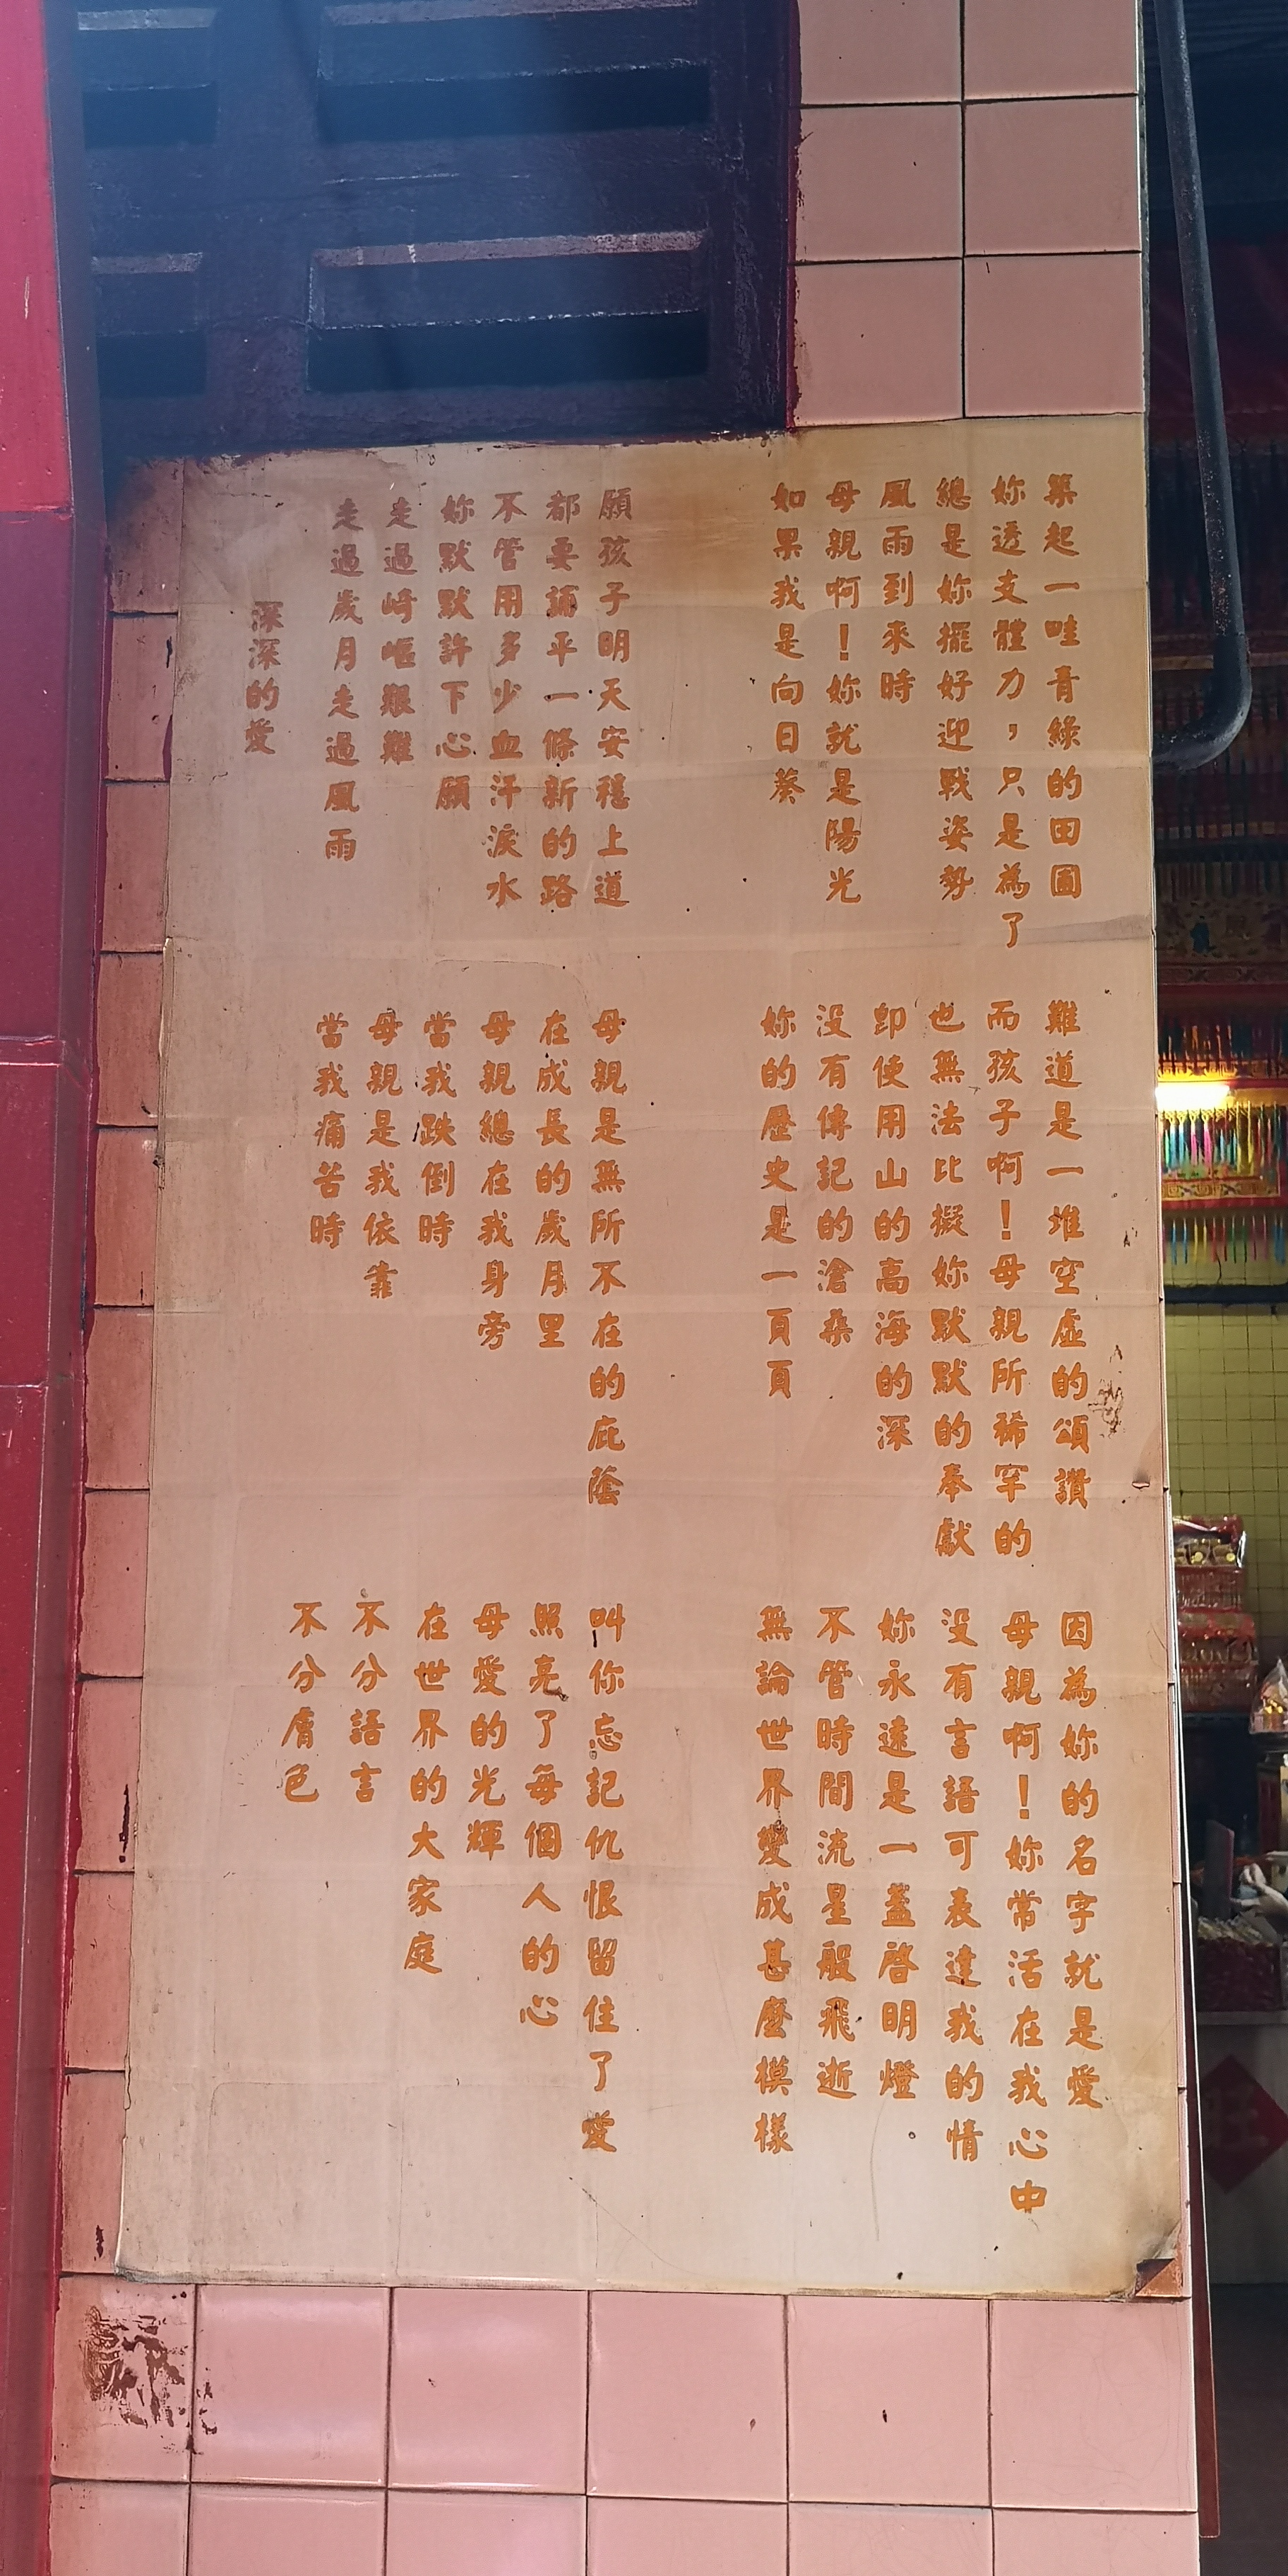 深深的愛
走過歲月走過風雨
走過崎嶇艱難
妳默默許下心願
不管用多少血汗淚水
都要舖平一條新的路
願孩子明天安穩上道
當我痛苦時
母親是我依靠
當我跌倒時
母親總在我身旁
在成長的歲月里
母親是無所不在的庇蔭
不分膚色
不分語言
在世界的大家庭
母愛的光輝
照亮了每個人的心
叫你忘記仇恨留住了愛
如果我是向日葵
母親啊！妳就是陽光
風雨到來時
總是妳擺好迎戰姿勢
妳透支體力，只是為了
築起一畦青綠的田圃
妳的歷史是一頁頁
没有傳記的滄桑
即使用山的高海的深
也無法比擬妳默默的奉獻
而孩子啊！母親所稀罕的
難道是一堆空虛的頌讚
無論世界變成甚麼模樣
不管時間流星般飛逝
妳永遠是一蓋啓明燈
没有言語可表達我的情
母親啊！妳常活在我心中
因為妳的名字就是愛